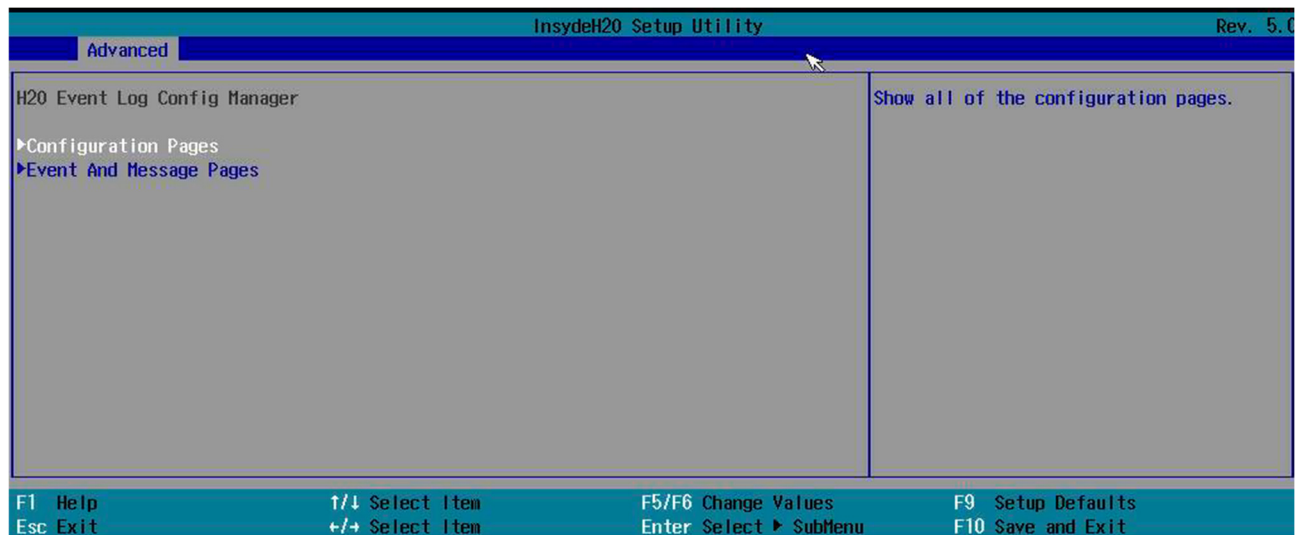 InsydeH20 Setup Utility Rev. 5.0
Advanced
H20 Event Log Config Manager
Show all of the configuration pages.
▶Configuration Pages
▶Event And Message Pages
F1 Help ↑/↓ Select Item F5/F6 Change Values F9 Setup Defaults
Esc Exit ←/→ Select Item Enter Select ▶ SubMenu F10 Save and Exit